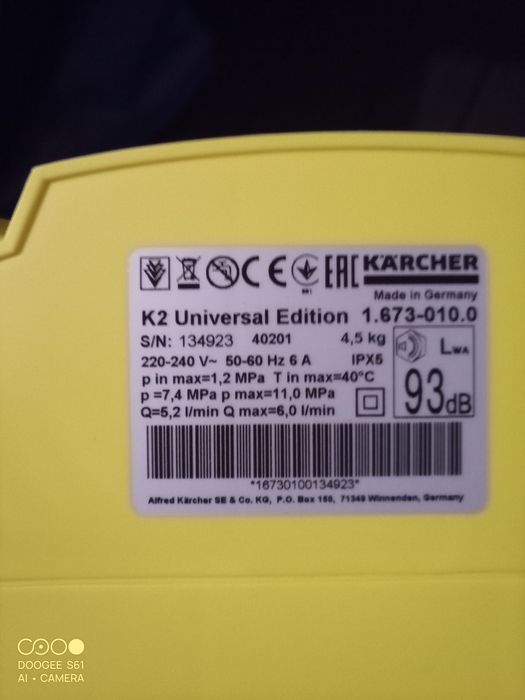 CE EAC KÄRCHER
Made in Germany
K2 Universal Edition 1.673-010.0
S/N: 134923 40201 4,5 kg
220-240 V~ 50-60 Hz 6 A IPX5
p in max=1,2 MPa T in max=40°C
p =7,4 MPa p max=11,0 MPa
Q=5,2 l/min Q max=6,0 l/min
LWA
93dB
*16730100134923*
Alfred Kärcher SE & Co. KG, P.O. Box 160, 71349 Winnenden, Germany
DOOGEE S61
AI • CAMERA